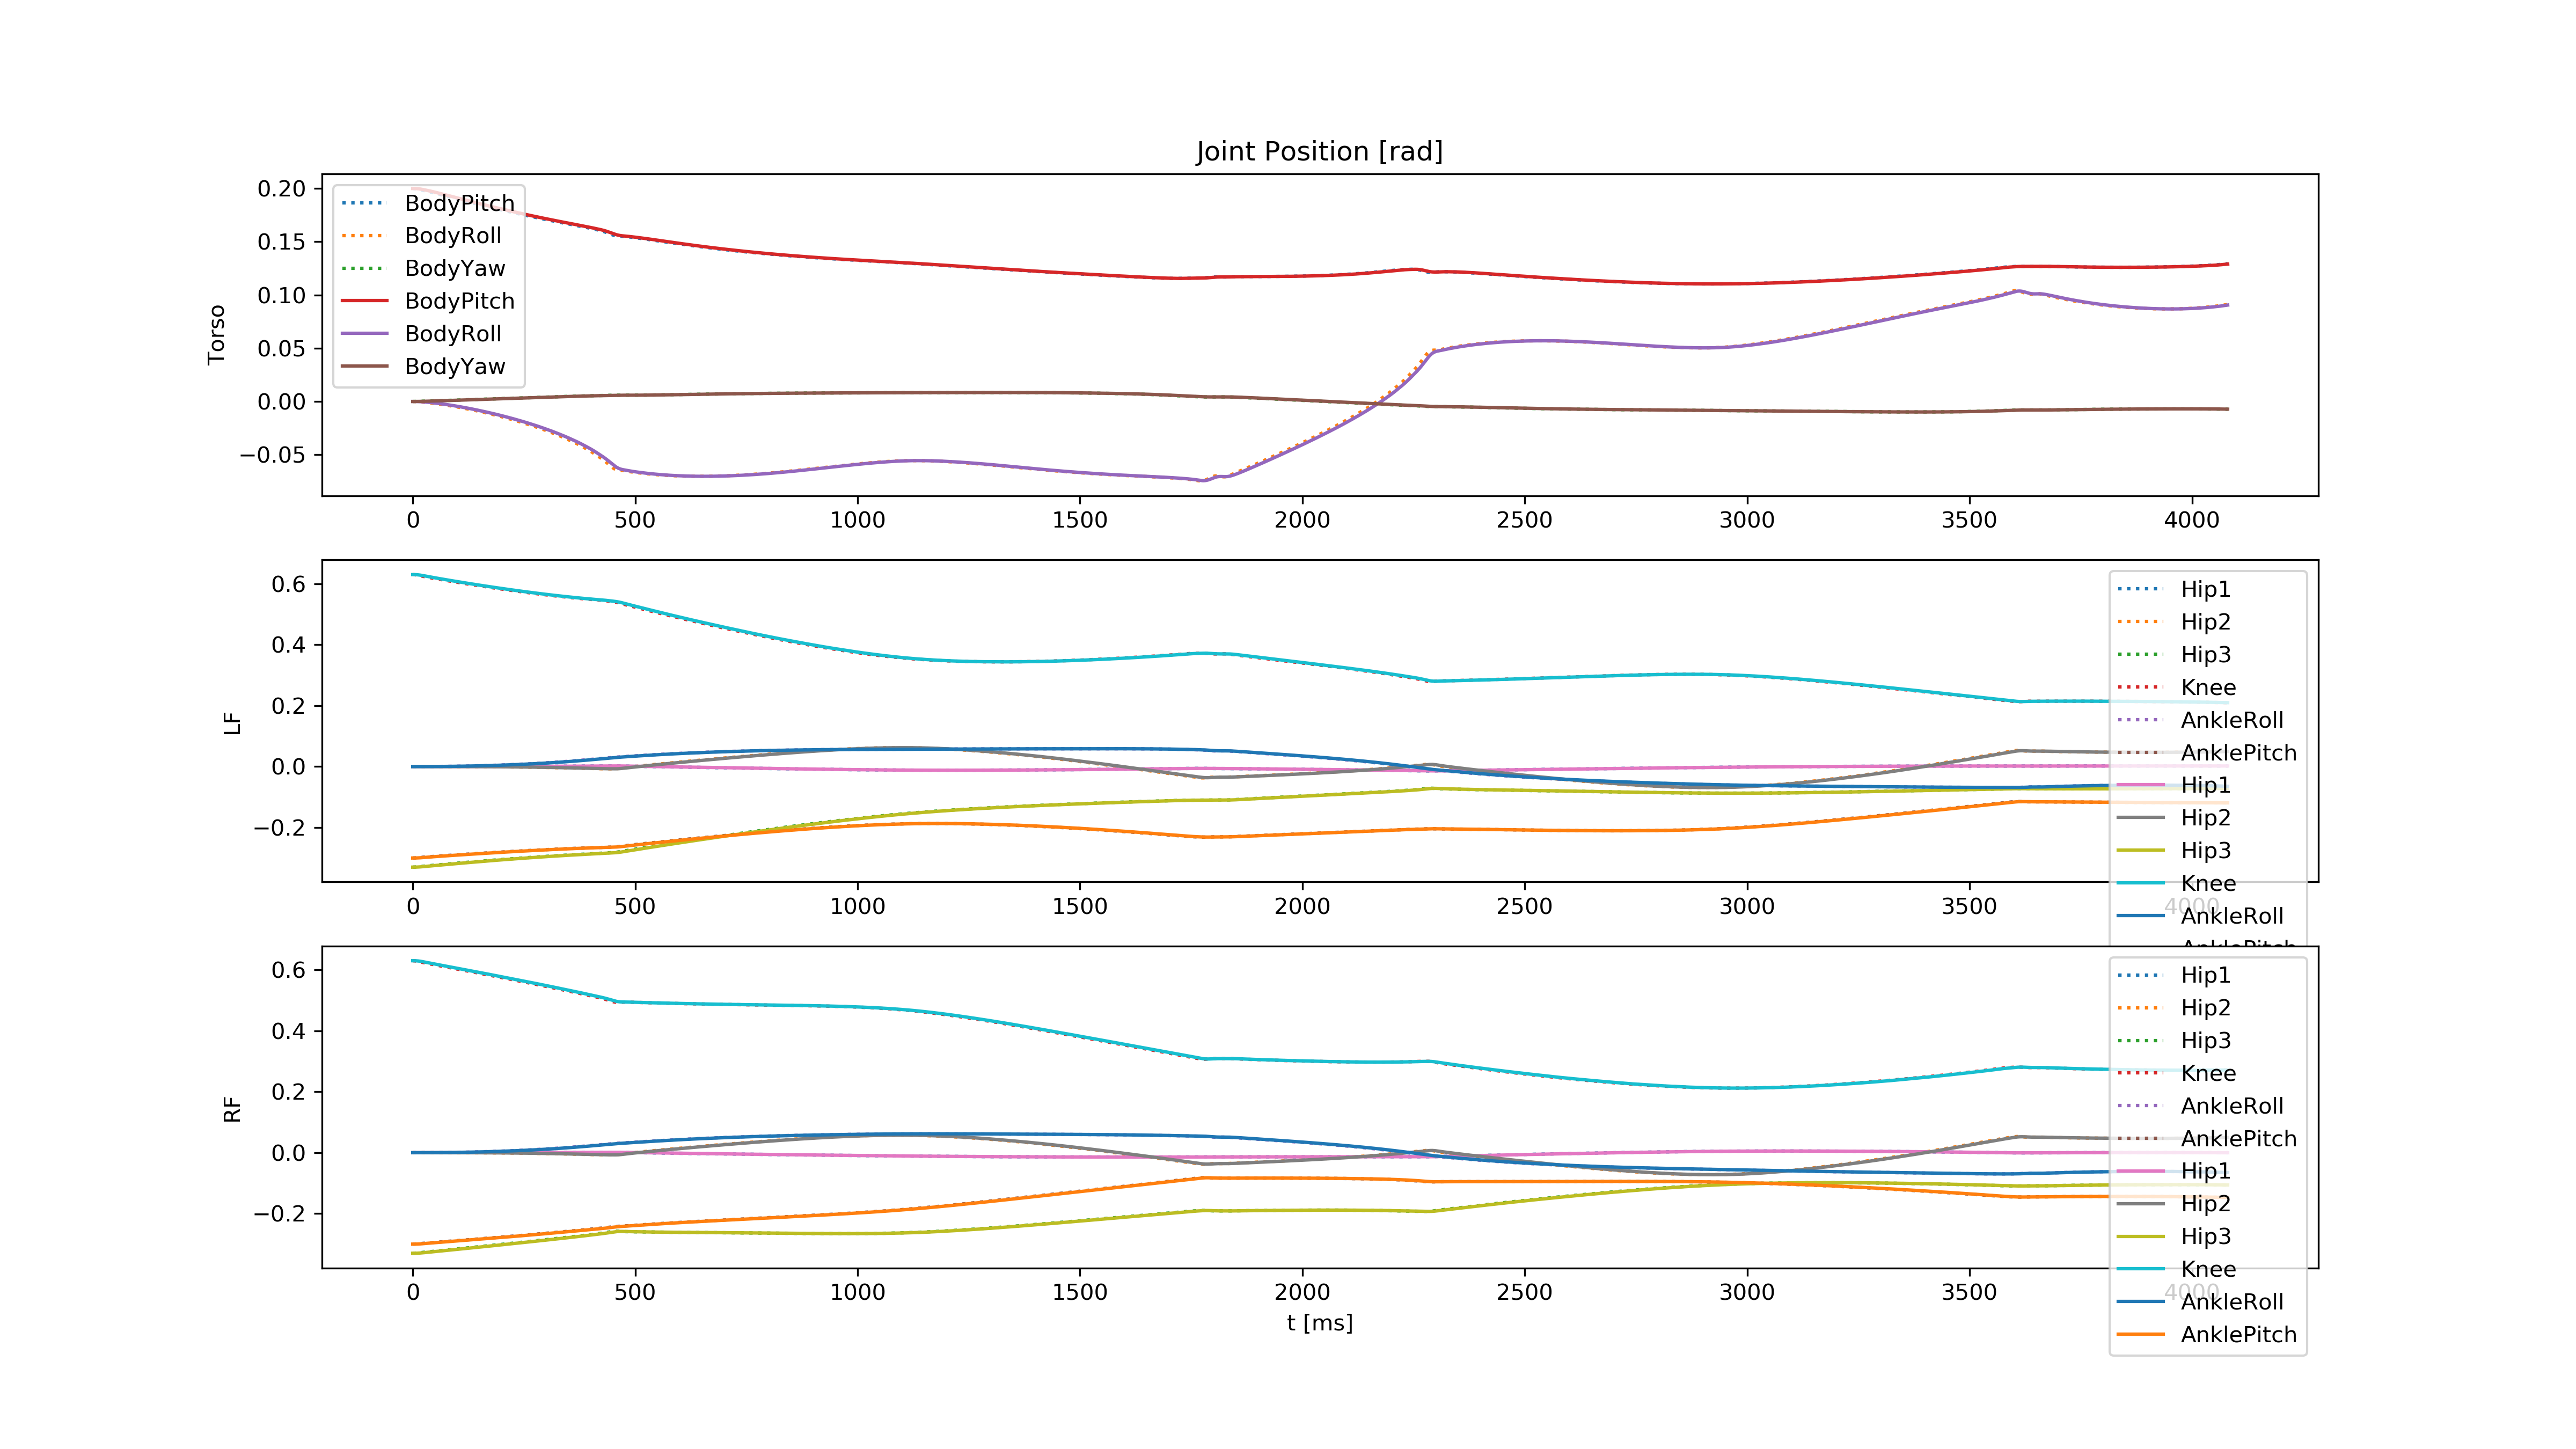 Joint Position [rad]
Torso
0.20
0.15
0.10
0.05
0.00
−0.05
BodyPitch
BodyRoll
BodyYaw
BodyPitch
BodyRoll
BodyYaw
0 500 1000 1500 2000 2500 3000 3500 4000
LF
0.6
0.4
0.2
0.0
−0.2
Hip1
Hip2
Hip3
Knee
AnkleRoll
AnklePitch
Hip1
Hip2
Hip3
Knee
AnkleRoll
AnklePitch
0 500 1000 1500 2000 2500 3000 3500 4000
RF
0.6
0.4
0.2
0.0
−0.2
Hip1
Hip2
Hip3
Knee
AnkleRoll
AnklePitch
Hip1
Hip2
Hip3
Knee
AnkleRoll
AnklePitch
0 500 1000 1500 2000 2500 3000 3500 4000
t [ms]